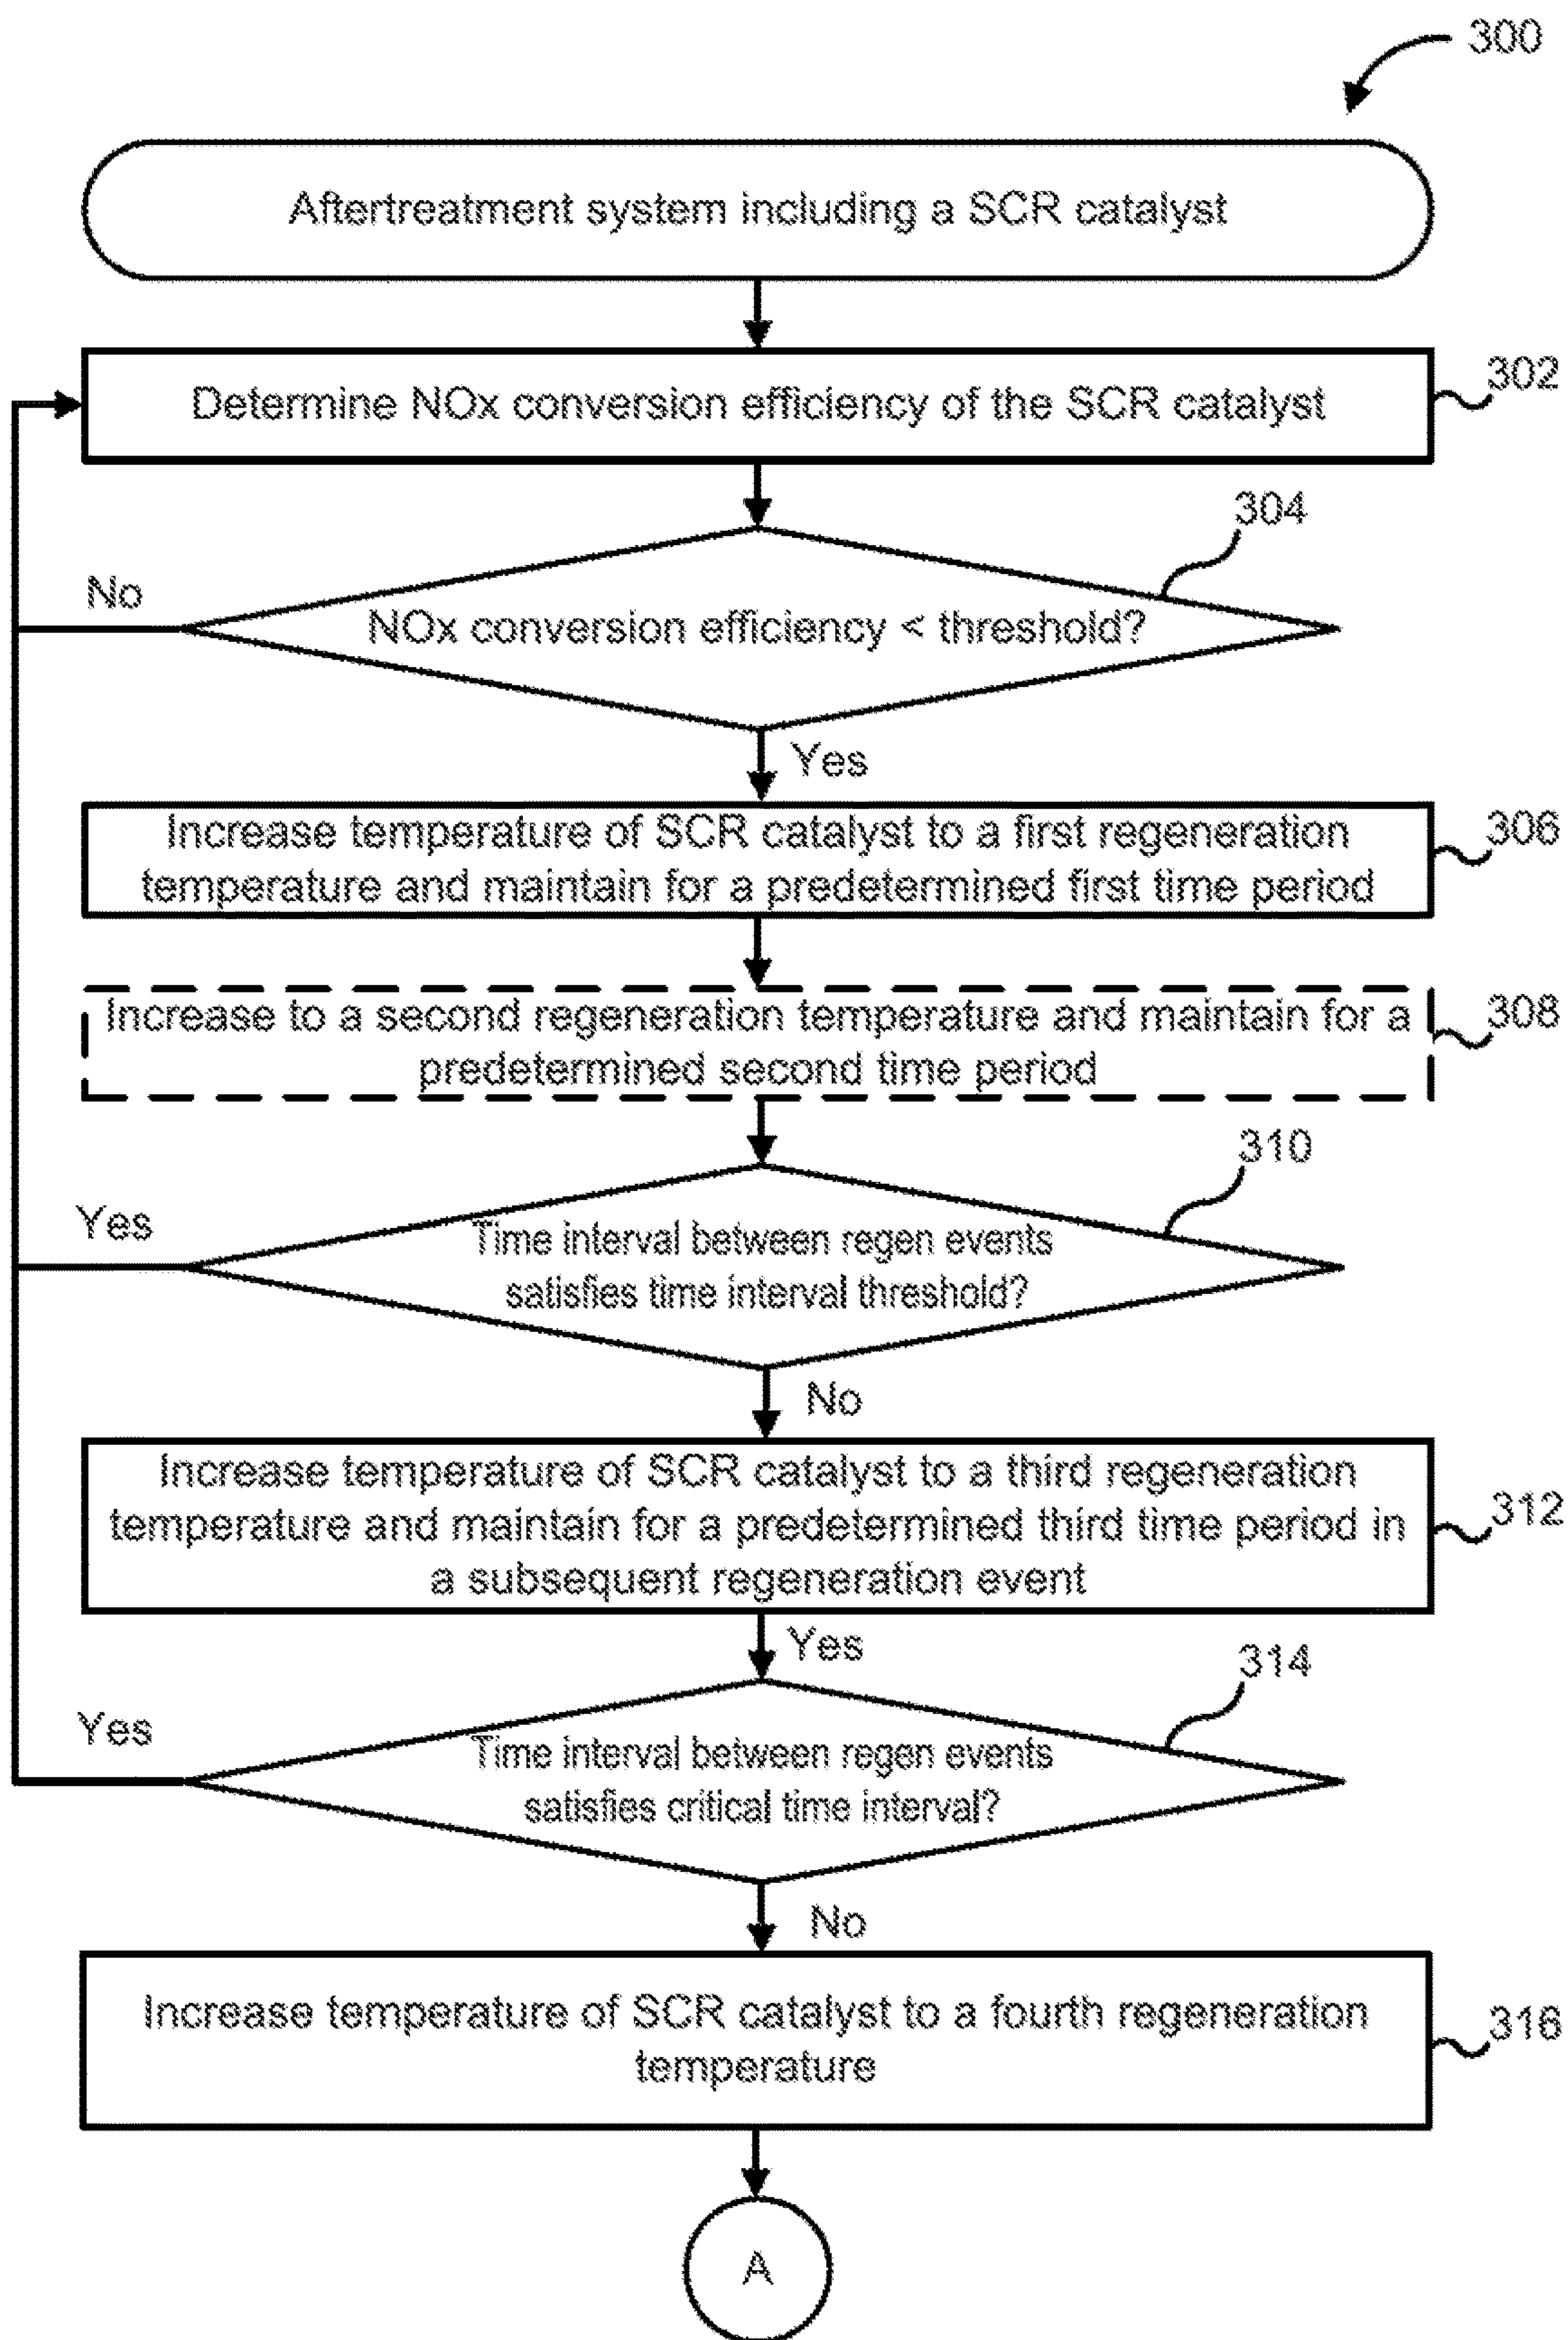 300
Aftertreatment system including a SCR catalyst
Determine NOx conversion efficiency of the SCR catalyst
302
304
No
NOx conversion efficiency < threshold?
Yes
Increase temperature of SCR catalyst to a first regeneration
temperature and maintain for a predetermined first time period
306
Increase to a second regeneration temperature and maintain for a
predetermined second time period
308
310
Yes
Time interval between regen events
satisfies time interval threshold?
No
Increase temperature of SCR catalyst to a third regeneration
temperature and maintain for a predetermined third time period in
a subsequent regeneration event
312
Yes
314
Yes
Time interval between regen events
satisfies critical time interval?
No
Increase temperature of SCR catalyst to a fourth regeneration
temperature
316
A